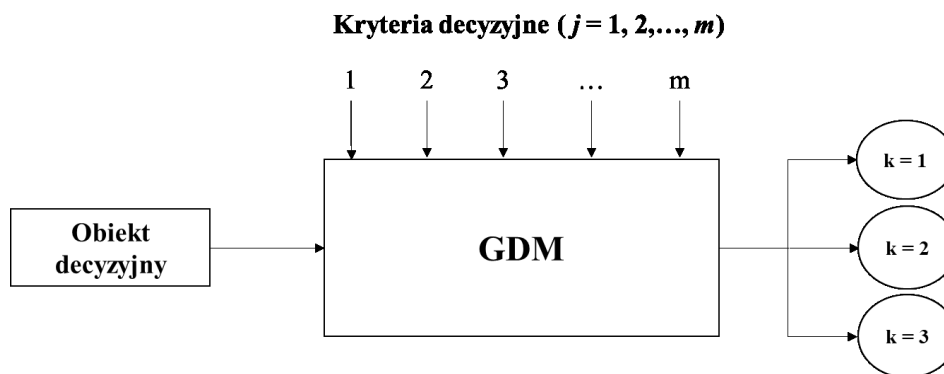 Kryteria decyzyjne ( j = 1, 2,…, m)
1 2 3 … m
k = 1
Obiekt
decyzyjny
GDM
k = 2
k = 3